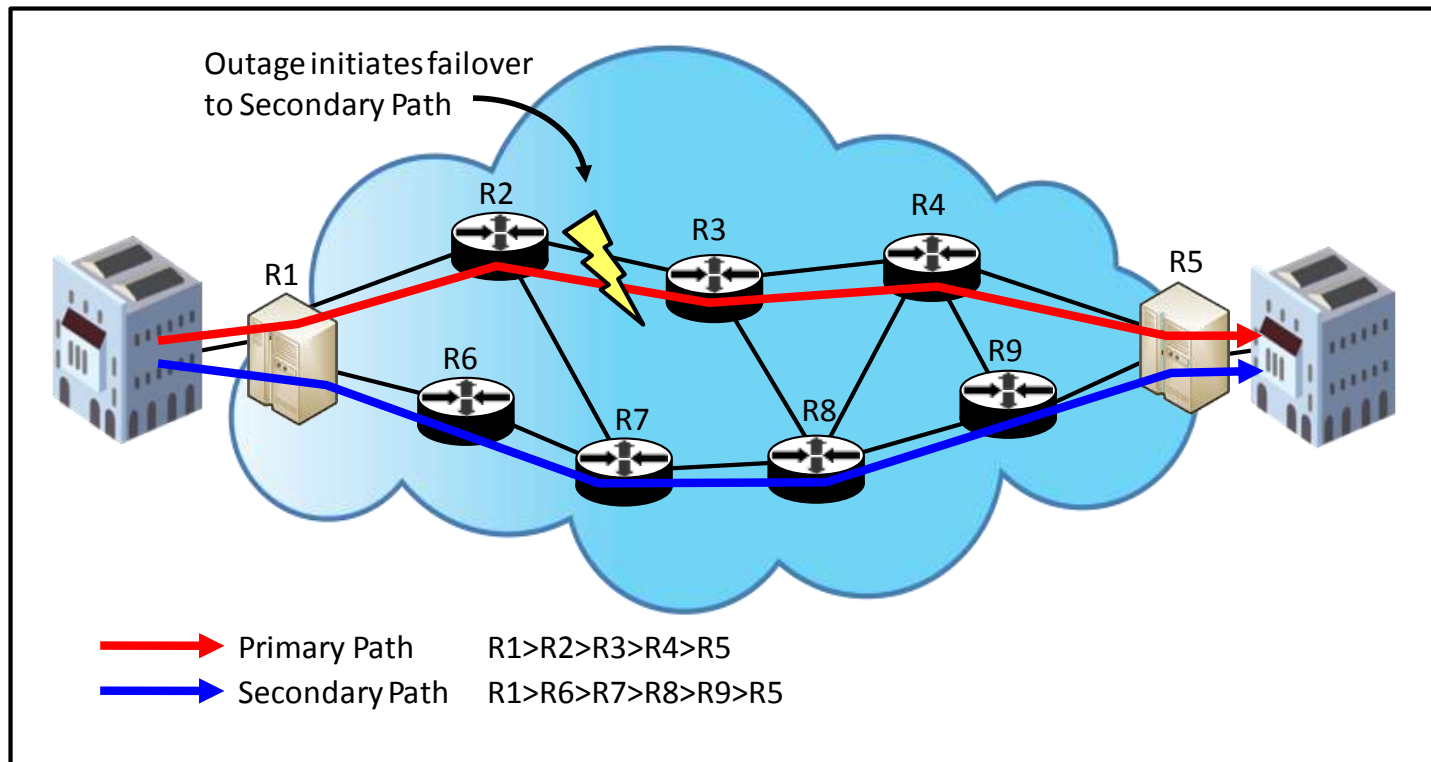 Outage initiates failover
to Secondary Path
R2
R3
R4
R1
R5
R6
R9
R7
R8
Primary Path R1>R2>R3>R4>R5
Secondary Path R1>R6>R7>R8>R9>R5